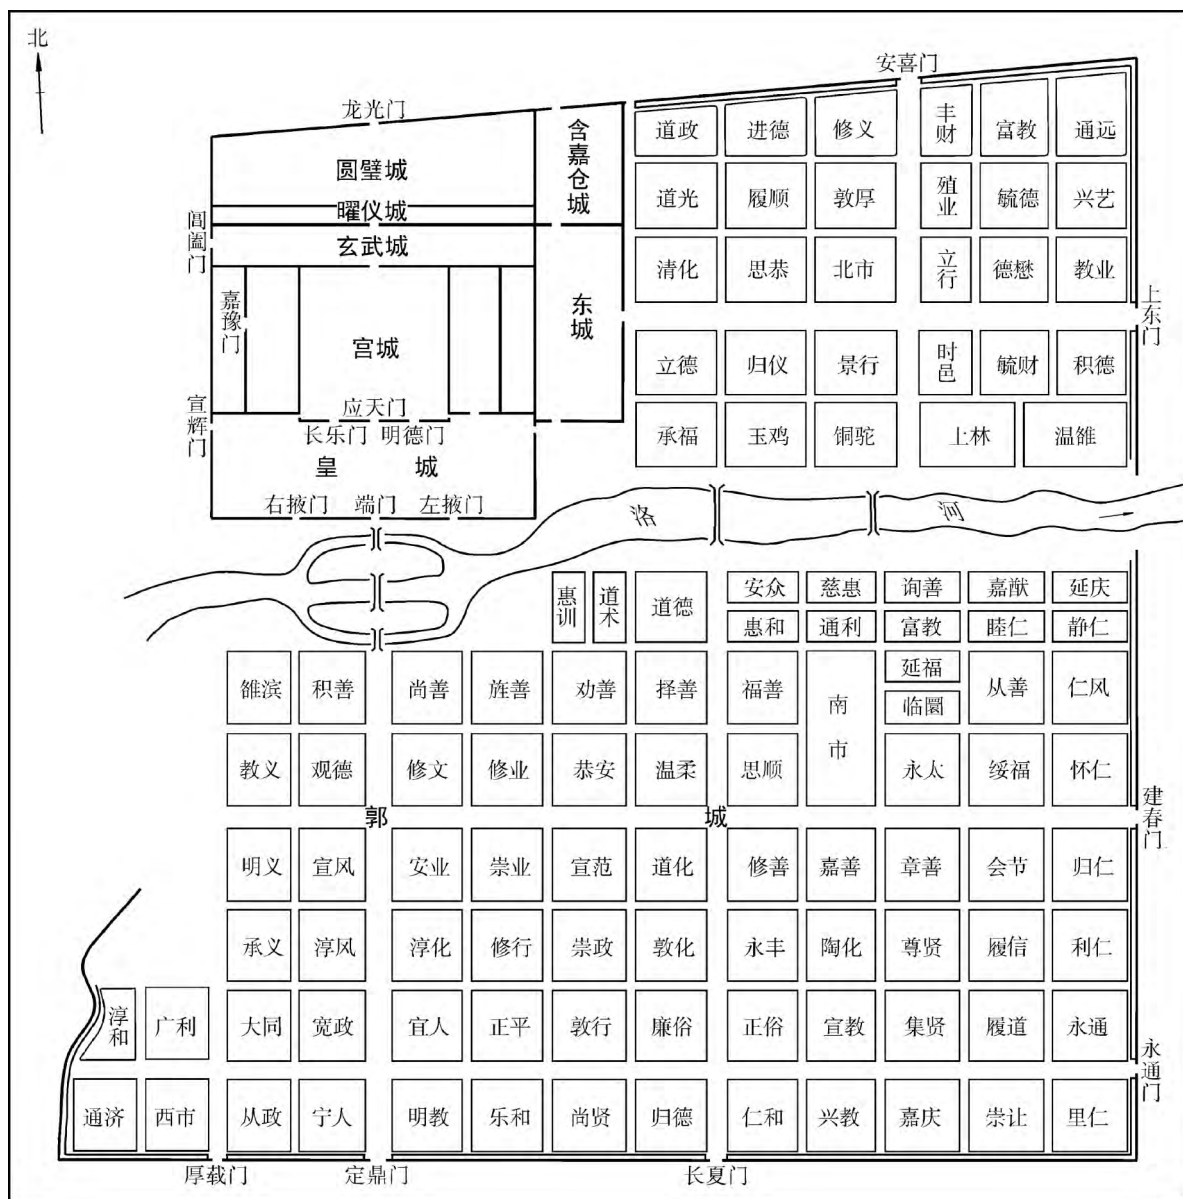 北
安喜门
龙光门
道政 进德 修义 丰财 富教 通远
含嘉仓城
圆璧城
道光 履顺 敦厚 殖业 毓德 兴艺
曜仪城
阊阖门
玄武城
清化 思恭 北市 立行 德懋 教业
嘉豫门
东城
上东门
宫城
立德 归仪 景行 时邑 毓财 积德
宣辉门
应天门
长乐门 明德门
承福 玉鸡 铜驼 上林 温雒
皇城
右掖门 端门 左掖门
洛河
惠训 道术 道德 安众 慈惠 询善 嘉猷 延庆
惠和 通利 富教 睦仁 静仁
雒滨 积善 尚善 旌善 劝善 择善 福善 南市 延福 从善 仁风
临圜
教义 观德 修文 修业 恭安 温柔 思顺 永太 绥福 怀仁
郭城
建春门
明义 宣风 安业 崇业 宣范 道化 修善 嘉善 章善 会节 归仁
承义 淳风 淳化 修行 崇政 敦化 永丰 陶化 尊贤 履信 利仁
淳和 广利 大同 宽政 宜人 正平 敦行 廉俗 正俗 宣教 集贤 履道 永通
永通门
通济 西市 从政 宁人 明教 乐和 尚贤 归德 仁和 兴教 嘉庆 崇让 里仁
厚载门 定鼎门 长夏门